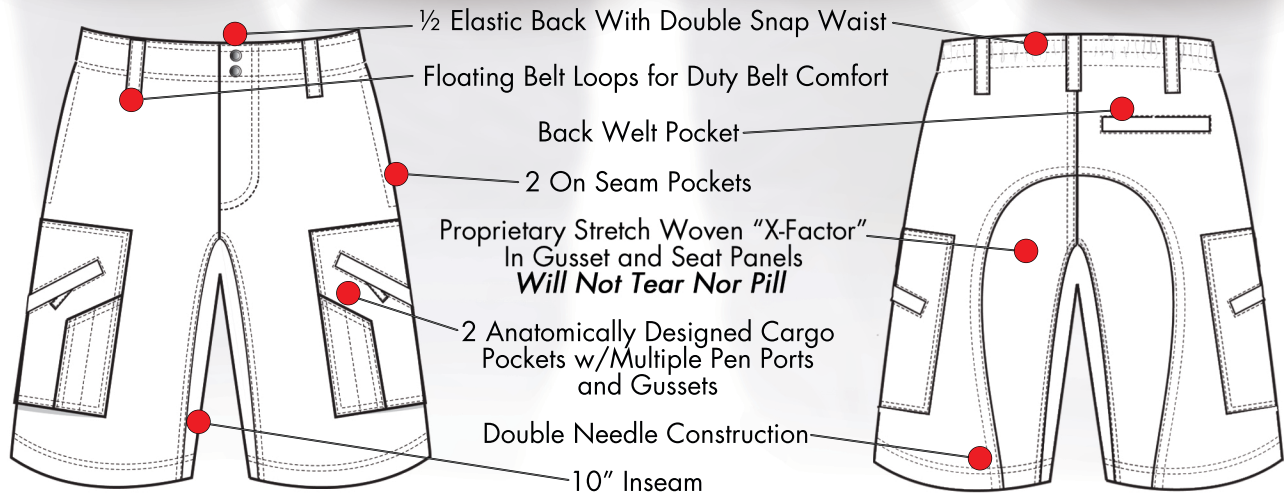 ½ Elastic Back With Double Snap Waist
Floating Belt Loops for Duty Belt Comfort
Back Welt Pocket
2 On Seam Pockets
Proprietary Stretch Woven “X-Factor”
In Gusset and Seat Panels
Will Not Tear Nor Pill
2 Anatomically Designed Cargo
Pockets w/Multiple Pen Ports
and Gussets
Double Needle Construction
10” Inseam